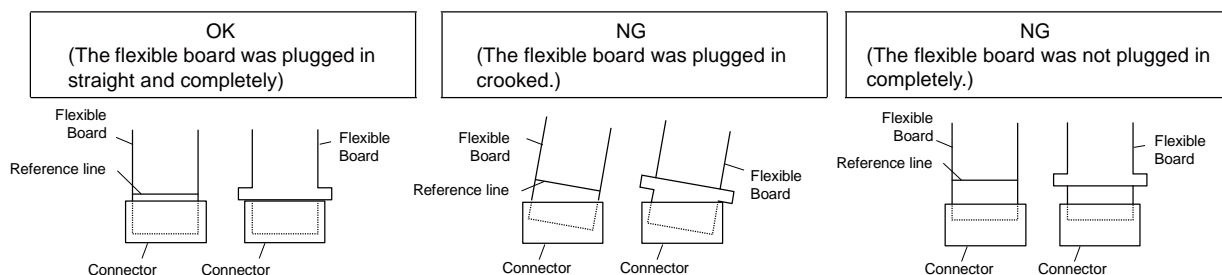 OK
(The flexible board was plugged in
straight and completely)
NG
(The flexible board was plugged in
crooked.)
NG
(The flexible board was not plugged in
completely.)
Flexible
Board
Reference line
Flexible
Board
Connector
Connector
Flexible
Board
Reference line
Flexible
Board
Connector
Connector
Flexible
Board
Reference line
Flexible
Board
Connector
Connector